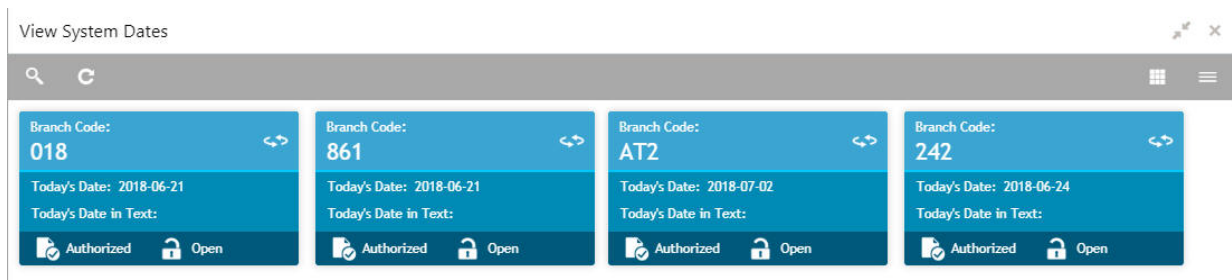 View System Dates
Branch Code:
018
Today's Date: 2018-06-21
Today's Date in Text:
Authorized Open
Branch Code:
861
Today's Date: 2018-06-21
Today's Date in Text:
Authorized Open
Branch Code:
AT2
Today's Date: 2018-07-02
Today's Date in Text:
Authorized Open
Branch Code:
242
Today's Date: 2018-06-24
Today's Date in Text:
Authorized Open